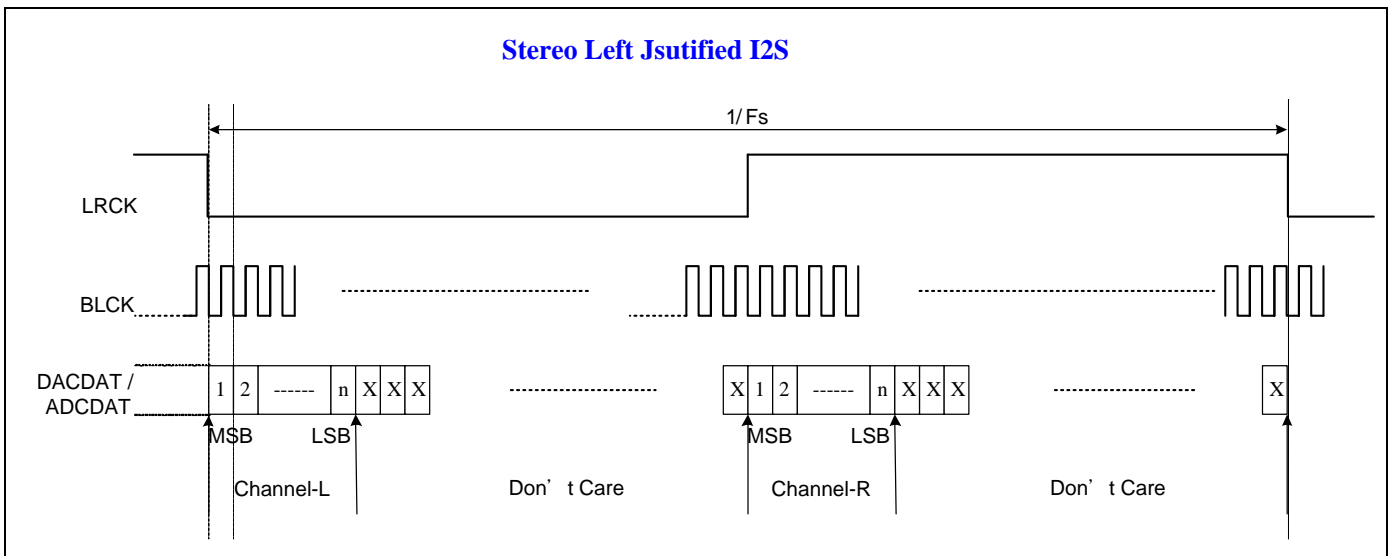 Stereo Left Jsutified I2S
1/ Fs
LRCK
BLCK
DACDAT /
ADCDAT
1 2 ------ n X X X
X 1 2 ------ n X X X
X
MSB LSB
MSB LSB
Channel-L
Don’ t Care
Channel-R
Don’ t Care